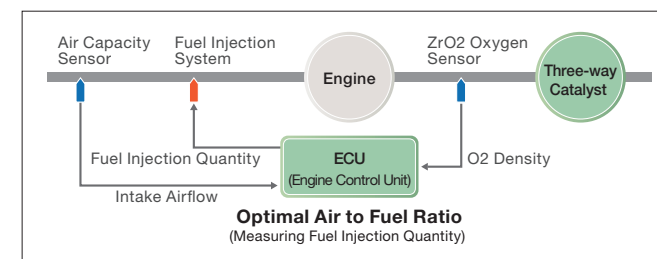 Air Capacity
Sensor
Fuel Injection
System
Engine
ZrO2 Oxygen
Sensor
Three-way
Catalyst
Fuel Injection Quantity
ECU
(Engine Control Unit)
O2 Density
Intake Airflow
Optimal Air to Fuel Ratio
(Measuring Fuel Injection Quantity)